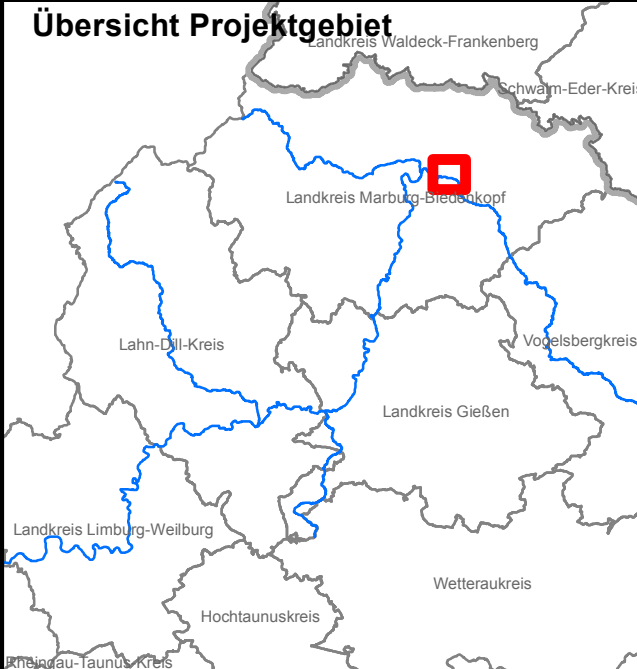 Übersicht Projektgebiet
Landkreis Waldeck-Frankenberg
Schwalm-Eder-Kreis
Landkreis Marburg-Biedenkopf
Lahn-Dill-Kreis
Vogelsbergkreis
Landkreis Gießen
Landkreis Limburg-Weilburg
Wetteraukreis
Hochtaunuskreis
Rheingau-Taunus-Kreis